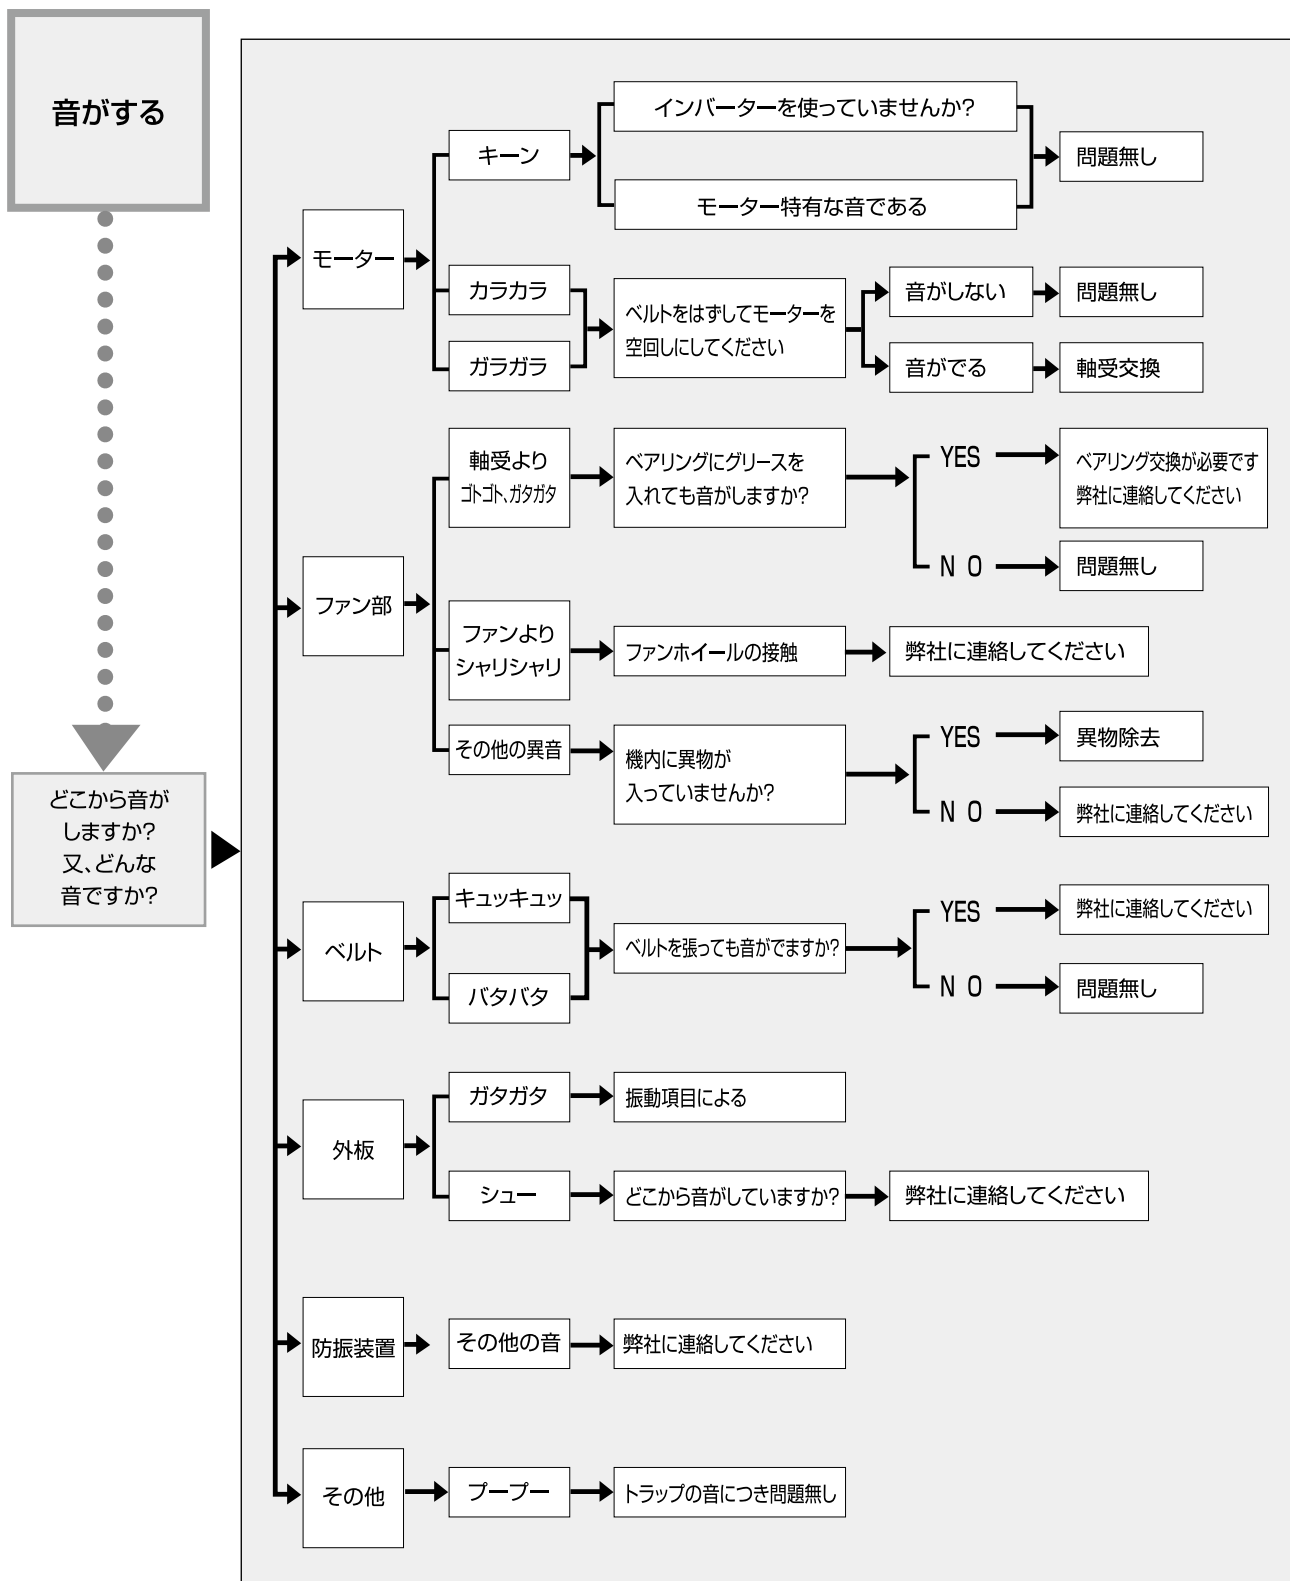 音がする
どこから音が
しますか?
又、どんな
音ですか?
モーター
キーン
インバーターを使っていませんか?
モーター特有な音である
問題無し
カラカラ
ガラガラ
ベルトをはずしてモーターを
空回しにしてください
音がしない
問題無し
音がでる
軸受交換
ファン部
軸受より
ゴトゴト、ガタガタ
ベアリングにグリースを
入れても音がしますか?
YES
ベアリング交換が必要です
弊社に連絡してください
N O
問題無し
ファンより
シャリシャリ
ファンホイールの接触
弊社に連絡してください
その他の異音
機内に異物が
入っていませんか?
YES
異物除去
N O
弊社に連絡してください
ベルト
キュッキュッ
バタバタ
ベルトを張っても音がでますか?
YES
弊社に連絡してください
N O
問題無し
外板
ガタガタ
振動項目による
シュー
どこから音がしていますか?
弊社に連絡してください
防振装置
その他の音
弊社に連絡してください
その他
プープー
トラップの音につき問題無し